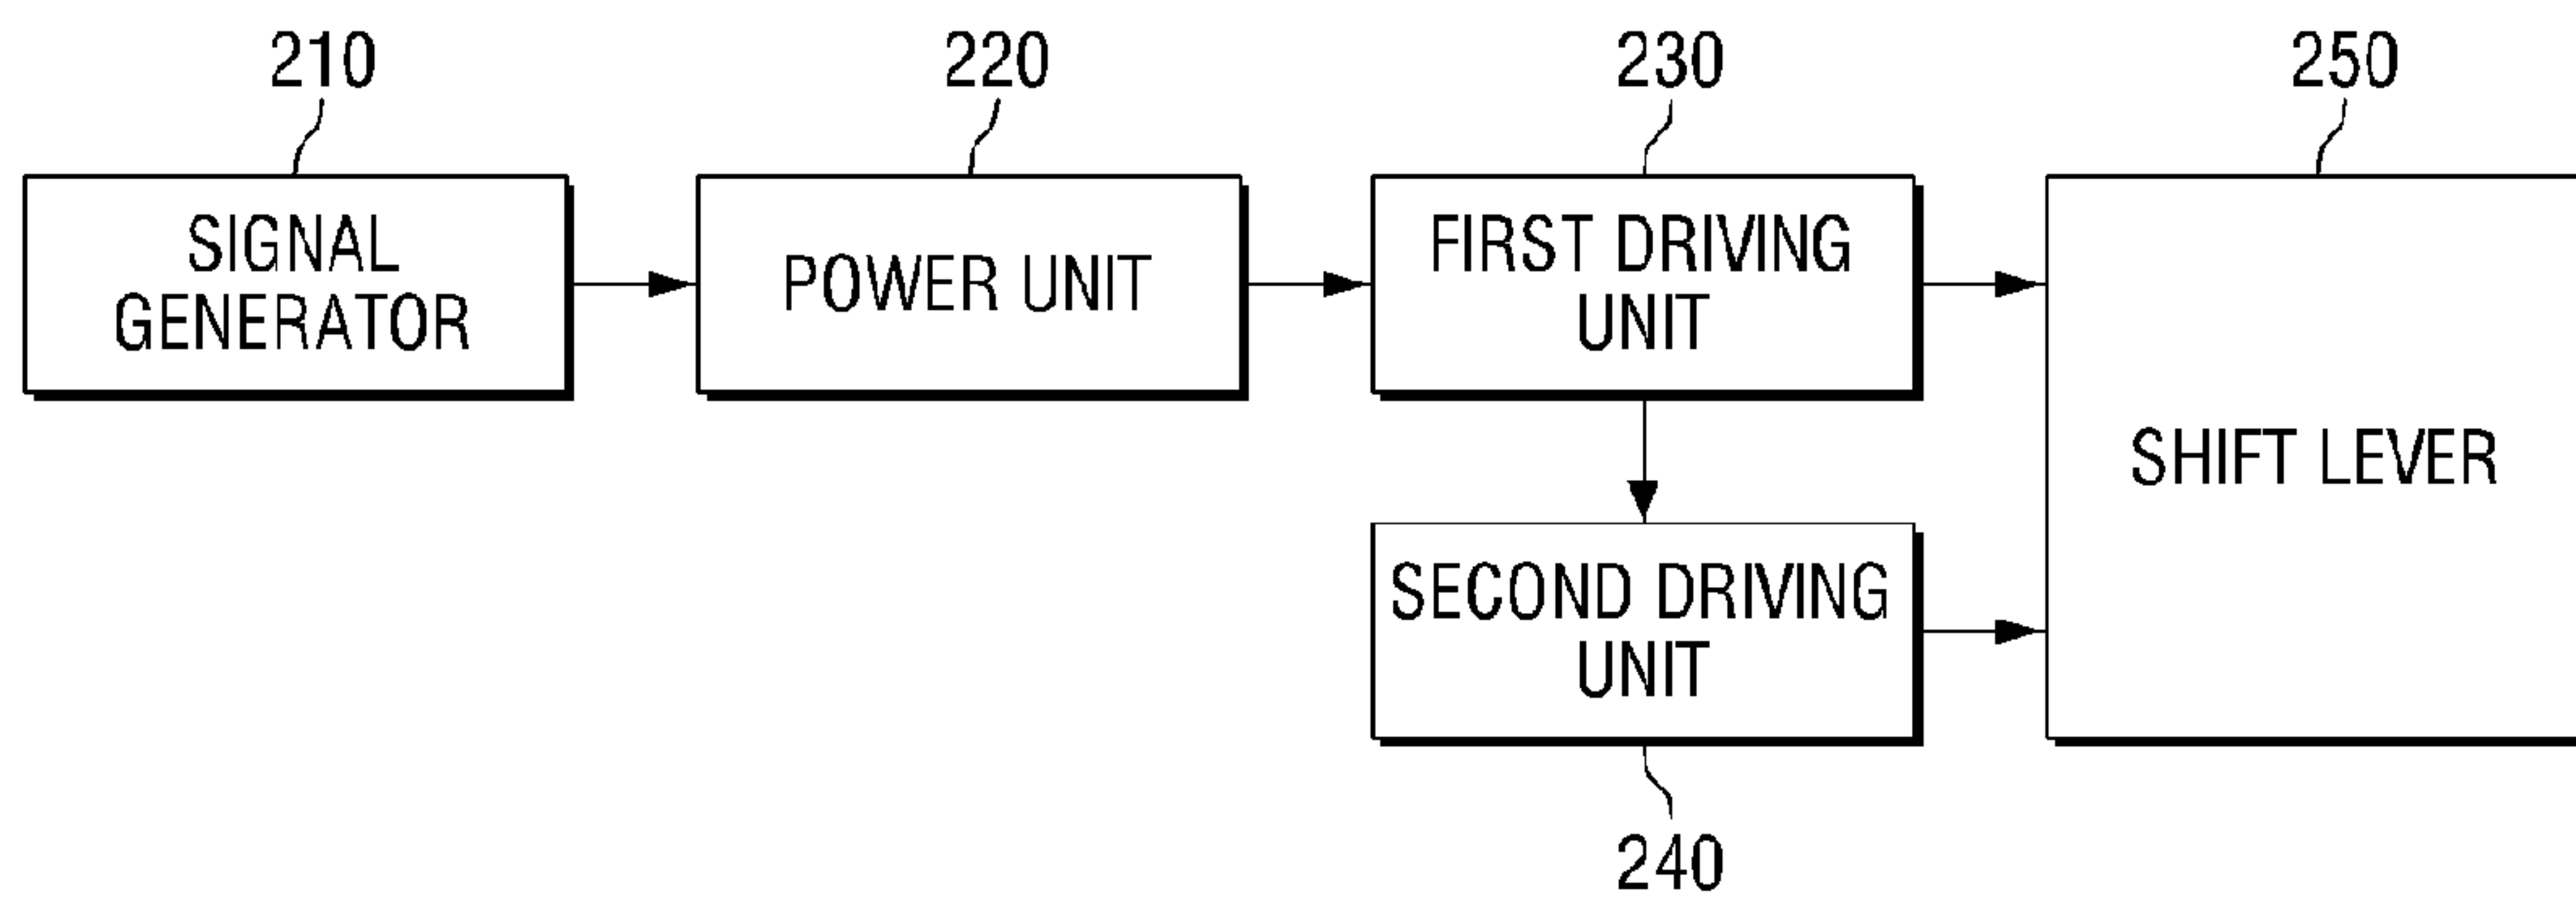 210
220
230
250
SIGNAL
GENERATOR
POWER UNIT
FIRST DRIVING
UNIT
SHIFT LEVER
SECOND DRIVING
UNIT
240